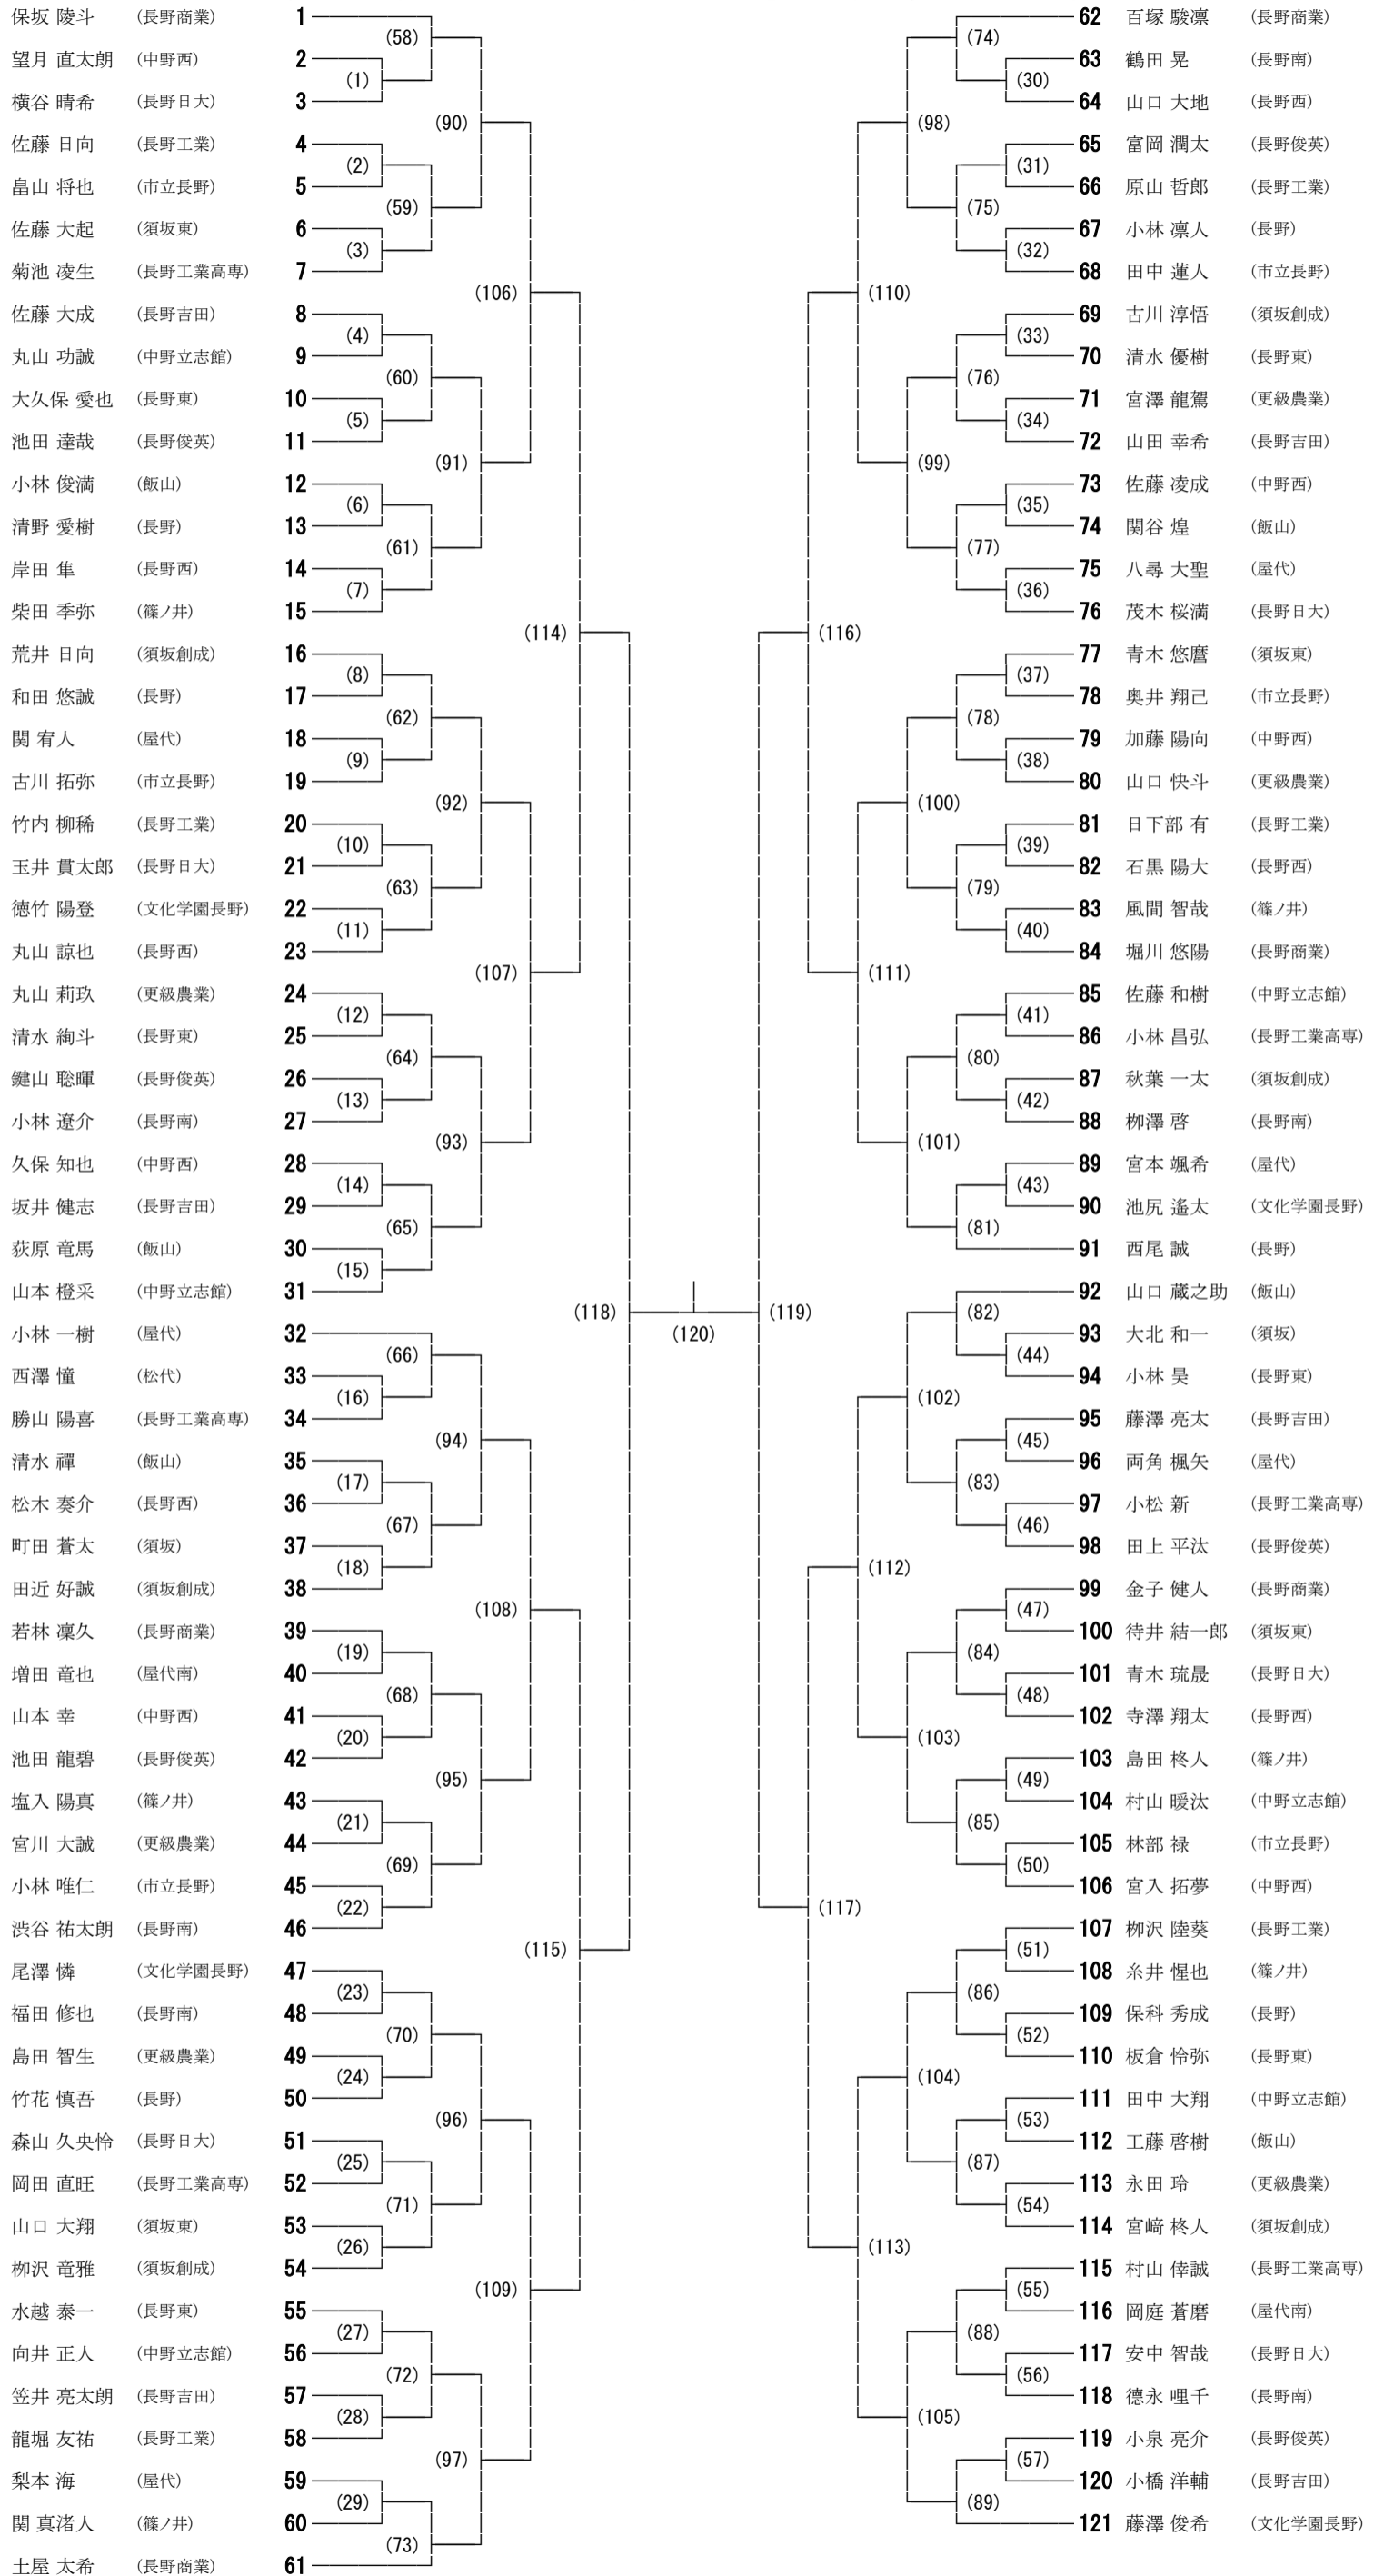 保坂 陵斗 (長野商業) 1
望月 直太朗 (中野西) 2
横谷 晴希 (長野日大) 3
佐藤 日向 (長野工業) 4
畠山 将也 (市立長野) 5
佐藤 大起 (須坂東) 6
菊池 凌生 (長野工業高専) 7
佐藤 大成 (長野吉田) 8
丸山 功誠 (中野立志館) 9
大久保 愛也 (長野東) 10
池田 達哉 (長野俊英) 11
小林 俊満 (飯山) 12
清野 愛樹 (長野) 13
岸田 隼 (長野西) 14
柴田 季弥 (篠ノ井) 15
荒井 日向 (須坂創成) 16
和田 悠誠 (長野) 17
関 宥人 (屋代) 18
古川 拓弥 (市立長野) 19
竹内 柳稀 (長野工業) 20
玉井 貫太郎 (長野日大) 21
徳竹 陽登 (文化学園長野) 22
丸山 諒也 (長野西) 23
丸山 莉玖 (更級農業) 24
清水 絢斗 (長野東) 25
鍵山 聡暉 (長野俊英) 26
小林 遼介 (長野南) 27
久保 知也 (中野西) 28
坂井 健志 (長野吉田) 29
荻原 竜馬 (飯山) 30
山本 橙采 (中野立志館) 31
小林 一樹 (屋代) 32
西澤 憧 (松代) 33
勝山 陽喜 (長野工業高専) 34
清水 禪 (飯山) 35
松木 奏介 (長野西) 36
町田 蒼太 (須坂) 37
田近 好誠 (須坂創成) 38
若林 凜久 (長野商業) 39
増田 竜也 (屋代南) 40
山本 幸 (中野西) 41
池田 龍碧 (長野俊英) 42
塩入 陽真 (篠ノ井) 43
宮川 大誠 (更級農業) 44
小林 唯仁 (市立長野) 45
渋谷 祐太朗 (長野南) 46
尾澤 憐 (文化学園長野) 47
福田 修也 (長野南) 48
島田 智生 (更級農業) 49
竹花 慎吾 (長野) 50
森山 久央怜 (長野日大) 51
岡田 直旺 (長野工業高専) 52
山口 大翔 (須坂東) 53
栁沢 竜雅 (須坂創成) 54
水越 泰一 (長野東) 55
向井 正人 (中野立志館) 56
笠井 亮太朗 (長野吉田) 57
龍堀 友祐 (長野工業) 58
梨本 海 (屋代) 59
関 真渚人 (篠ノ井) 60
土屋 太希 (長野商業) 61
(1)
(2)
(3)
(4)
(5)
(6)
(7)
(8)
(9)
(10)
(11)
(12)
(13)
(14)
(15)
(16)
(17)
(18)
(19)
(20)
(21)
(22)
(23)
(24)
(25)
(26)
(27)
(28)
(29)
(58)
(59)
(60)
(61)
(62)
(63)
(64)
(65)
(66)
(67)
(68)
(69)
(70)
(71)
(72)
(73)
(90)
(91)
(92)
(93)
(94)
(95)
(96)
(97)
(106)
(107)
(108)
(109)
(114)
(115)
(118)
(120)
(119)
(116)
(117)
(110)
(111)
(112)
(113)
(98)
(99)
(100)
(101)
(102)
(103)
(104)
(105)
(74)
(75)
(76)
(77)
(78)
(79)
(80)
(81)
(82)
(83)
(84)
(85)
(86)
(87)
(88)
(89)
(30)
(31)
(32)
(33)
(34)
(35)
(36)
(37)
(38)
(39)
(40)
(41)
(42)
(43)
(44)
(45)
(46)
(47)
(48)
(49)
(50)
(51)
(52)
(53)
(54)
(55)
(56)
(57)
62 百塚 駿凛 (長野商業)
63 鶴田 晃 (長野南)
64 山口 大地 (長野西)
65 富岡 潤太 (長野俊英)
66 原山 哲郎 (長野工業)
67 小林 凛人 (長野)
68 田中 蓮人 (市立長野)
69 古川 淳悟 (須坂創成)
70 清水 優樹 (長野東)
71 宮澤 龍駕 (更級農業)
72 山田 幸希 (長野吉田)
73 佐藤 凌成 (中野西)
74 関谷 煌 (飯山)
75 八尋 大聖 (屋代)
76 茂木 桜満 (長野日大)
77 青木 悠麿 (須坂東)
78 奥井 翔己 (市立長野)
79 加藤 陽向 (中野西)
80 山口 快斗 (更級農業)
81 日下部 有 (長野工業)
82 石黒 陽大 (長野西)
83 風間 智哉 (篠ノ井)
84 堀川 悠陽 (長野商業)
85 佐藤 和樹 (中野立志館)
86 小林 昌弘 (長野工業高専)
87 秋葉 一太 (須坂創成)
88 栁澤 啓 (長野南)
89 宮本 颯希 (屋代)
90 池尻 遙太 (文化学園長野)
91 西尾 誠 (長野)
92 山口 蔵之助 (飯山)
93 大北 和一 (須坂)
94 小林 昊 (長野東)
95 藤澤 亮太 (長野吉田)
96 両角 楓矢 (屋代)
97 小松 新 (長野工業高専)
98 田上 平汰 (長野俊英)
99 金子 健人 (長野商業)
100 待井 結一郎 (須坂東)
101 青木 琉晟 (長野日大)
102 寺澤 翔太 (長野西)
103 島田 柊人 (篠ノ井)
104 村山 暖汰 (中野立志館)
105 林部 禄 (市立長野)
106 宮入 拓夢 (中野西)
107 栁沢 陸葵 (長野工業)
108 糸井 惺也 (篠ノ井)
109 保科 秀成 (長野)
110 板倉 怜弥 (長野東)
111 田中 大翔 (中野立志館)
112 工藤 啓樹 (飯山)
113 永田 玲 (更級農業)
114 宮﨑 柊人 (須坂創成)
115 村山 倖誠 (長野工業高専)
116 岡庭 蒼磨 (屋代南)
117 安中 智哉 (長野日大)
118 德永 哩千 (長野南)
119 小泉 亮介 (長野俊英)
120 小橋 洋輔 (長野吉田)
121 藤澤 俊希 (文化学園長野)